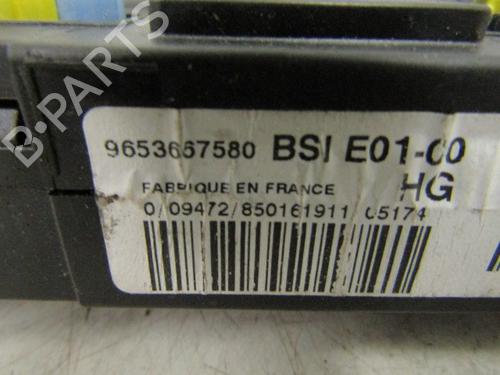 9653667580 BSI E01-00
HG
FABRIQUE EN FRANCE
0/09472/850161911 05174
B-PARTS